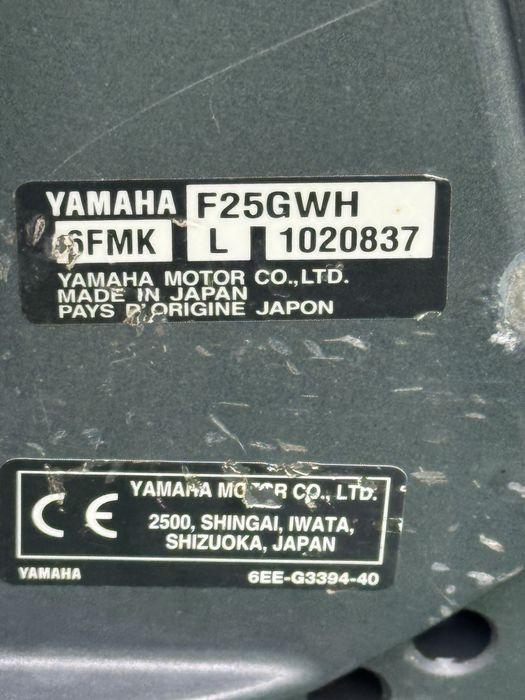 YAMAHA F25GWH
6FMK L 1020837
YAMAHA MOTOR CO.,LTD.
MADE IN JAPAN
PAYS D'ORIGINE JAPON
CE YAMAHA MOTOR CO., LTD.
2500, SHINGAI, IWATA,
SHIZUOKA, JAPAN
YAMAHA 6EE-G3394-40